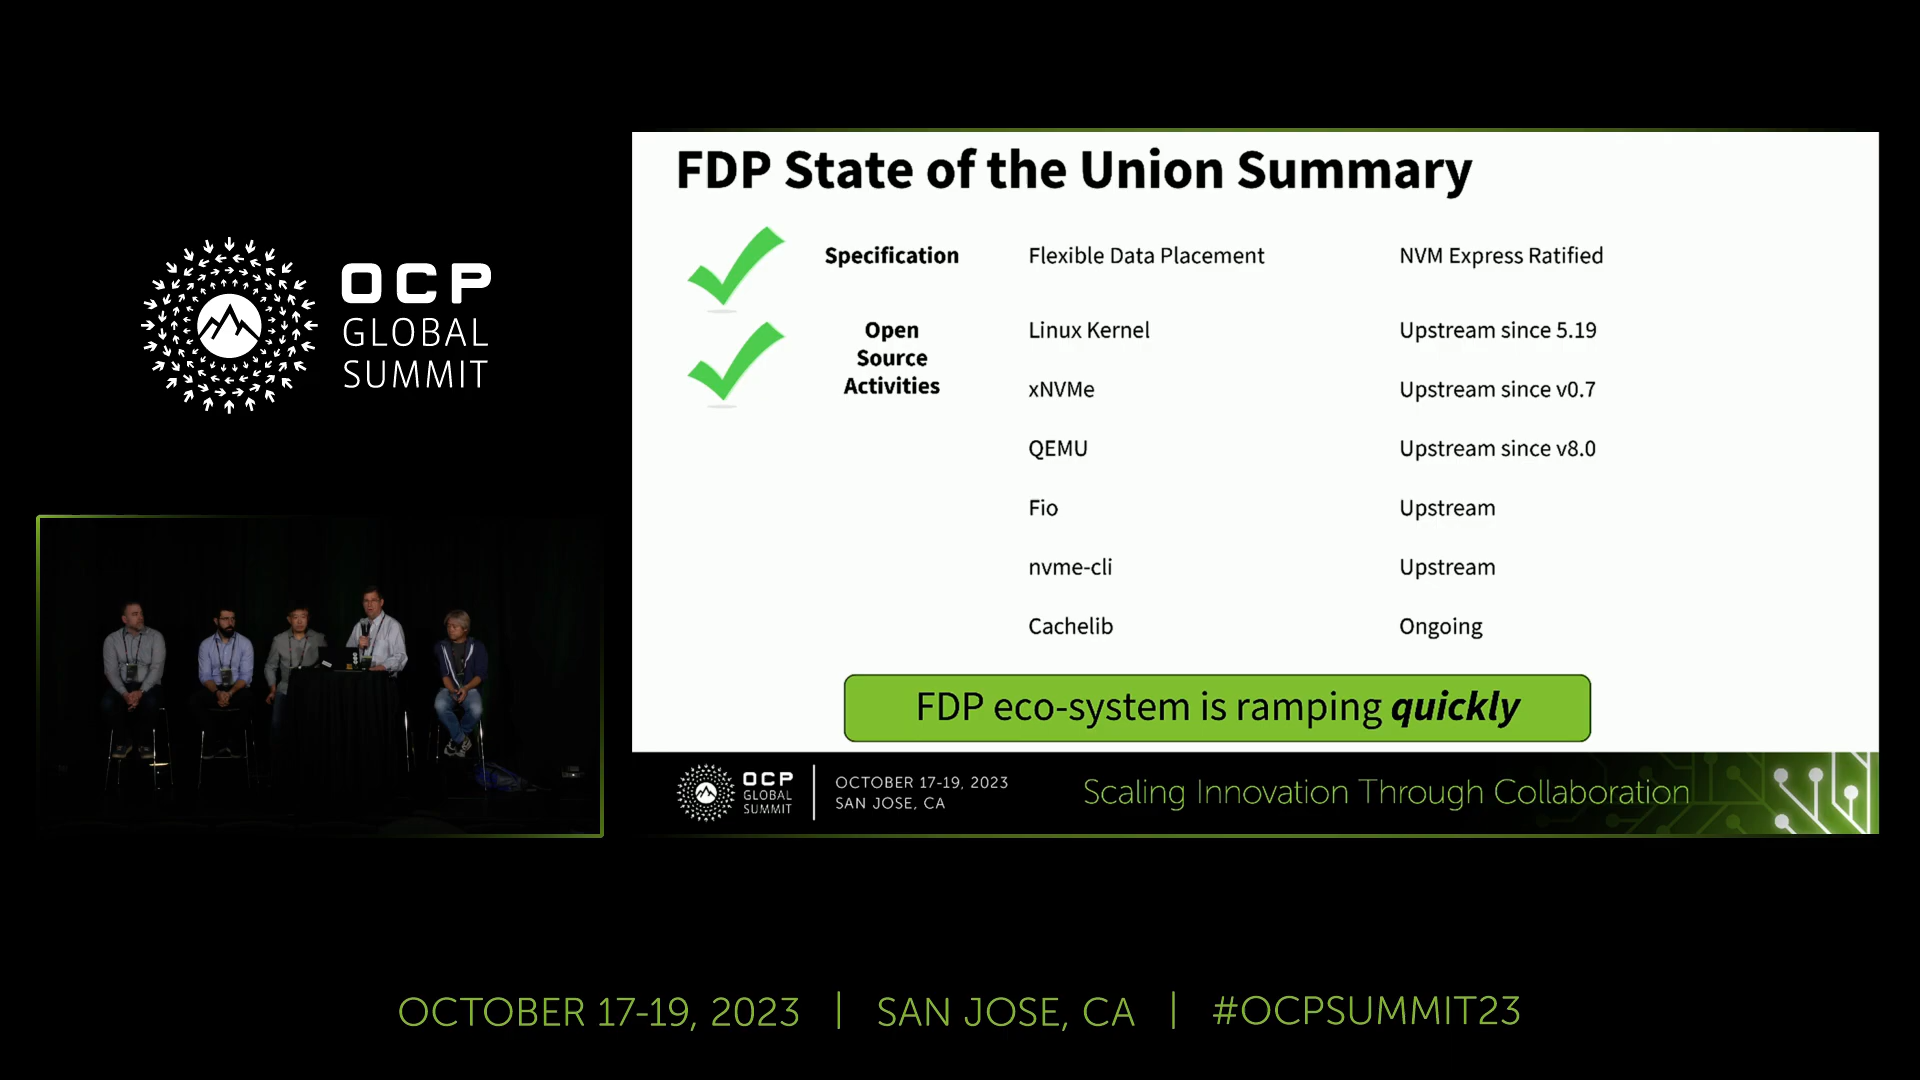 OCP
GLOBAL
SUMMIT
FDP State of the Union Summary
Specification Flexible Data Placement NVM Express Ratified
Open Source Activities Linux Kernel Upstream since 5.19
xNVMe Upstream since v0.7
QEMU Upstream since v8.0
Fio Upstream
nvme-cli Upstream
Cachelib Ongoing
FDP eco-system is ramping quickly
OCP
GLOBAL
SUMMIT
OCTOBER 17-19, 2023
SAN JOSE, CA
Scaling Innovation Through Collaboration
OCTOBER 17-19, 2023 | SAN JOSE, CA | #OCPSUMMIT23